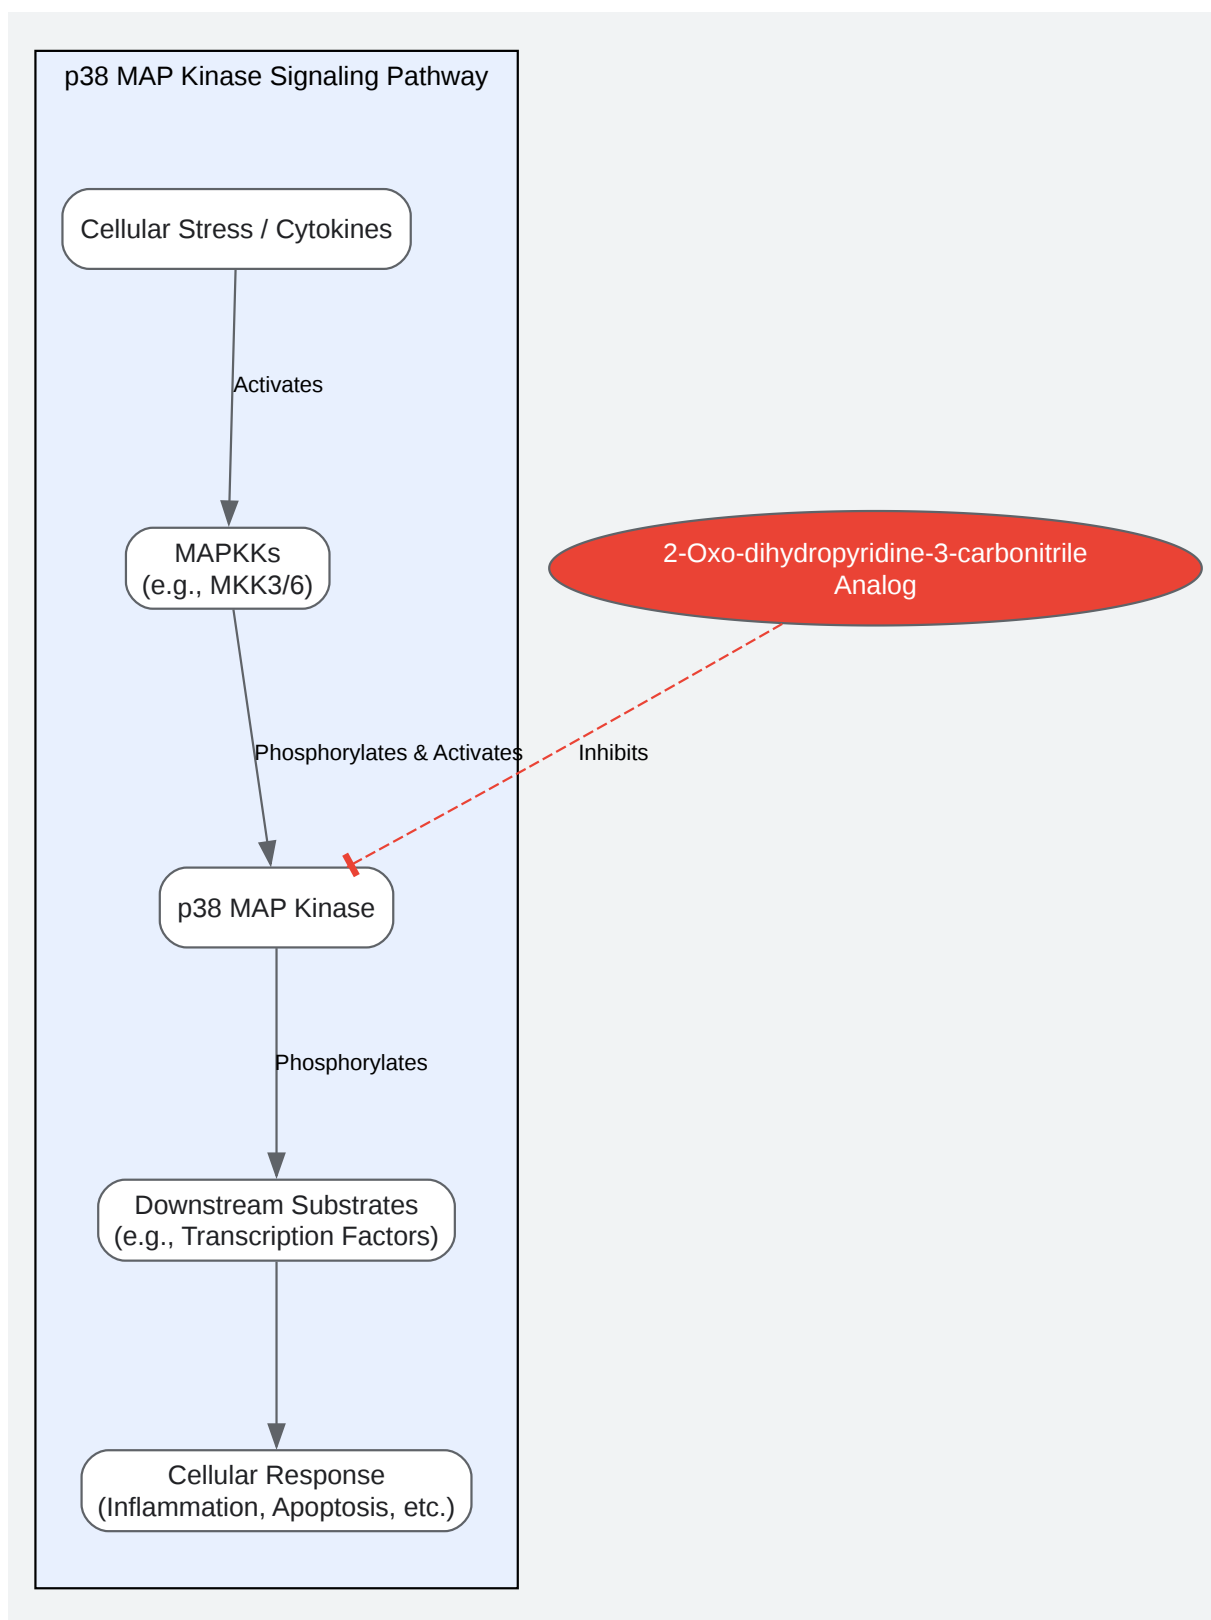 p38 MAP Kinase Signaling Pathway
Cellular Stress / Cytokines
Activates
MAPKKs
(e.g., MKK3/6)
2-Oxo-dihydropyridine-3-carbonitrile
Analog
Phosphorylates & Activates
Inhibits
p38 MAP Kinase
Phosphorylates
Downstream Substrates
(e.g., Transcription Factors)
Cellular Response
(Inflammation, Apoptosis, etc.)